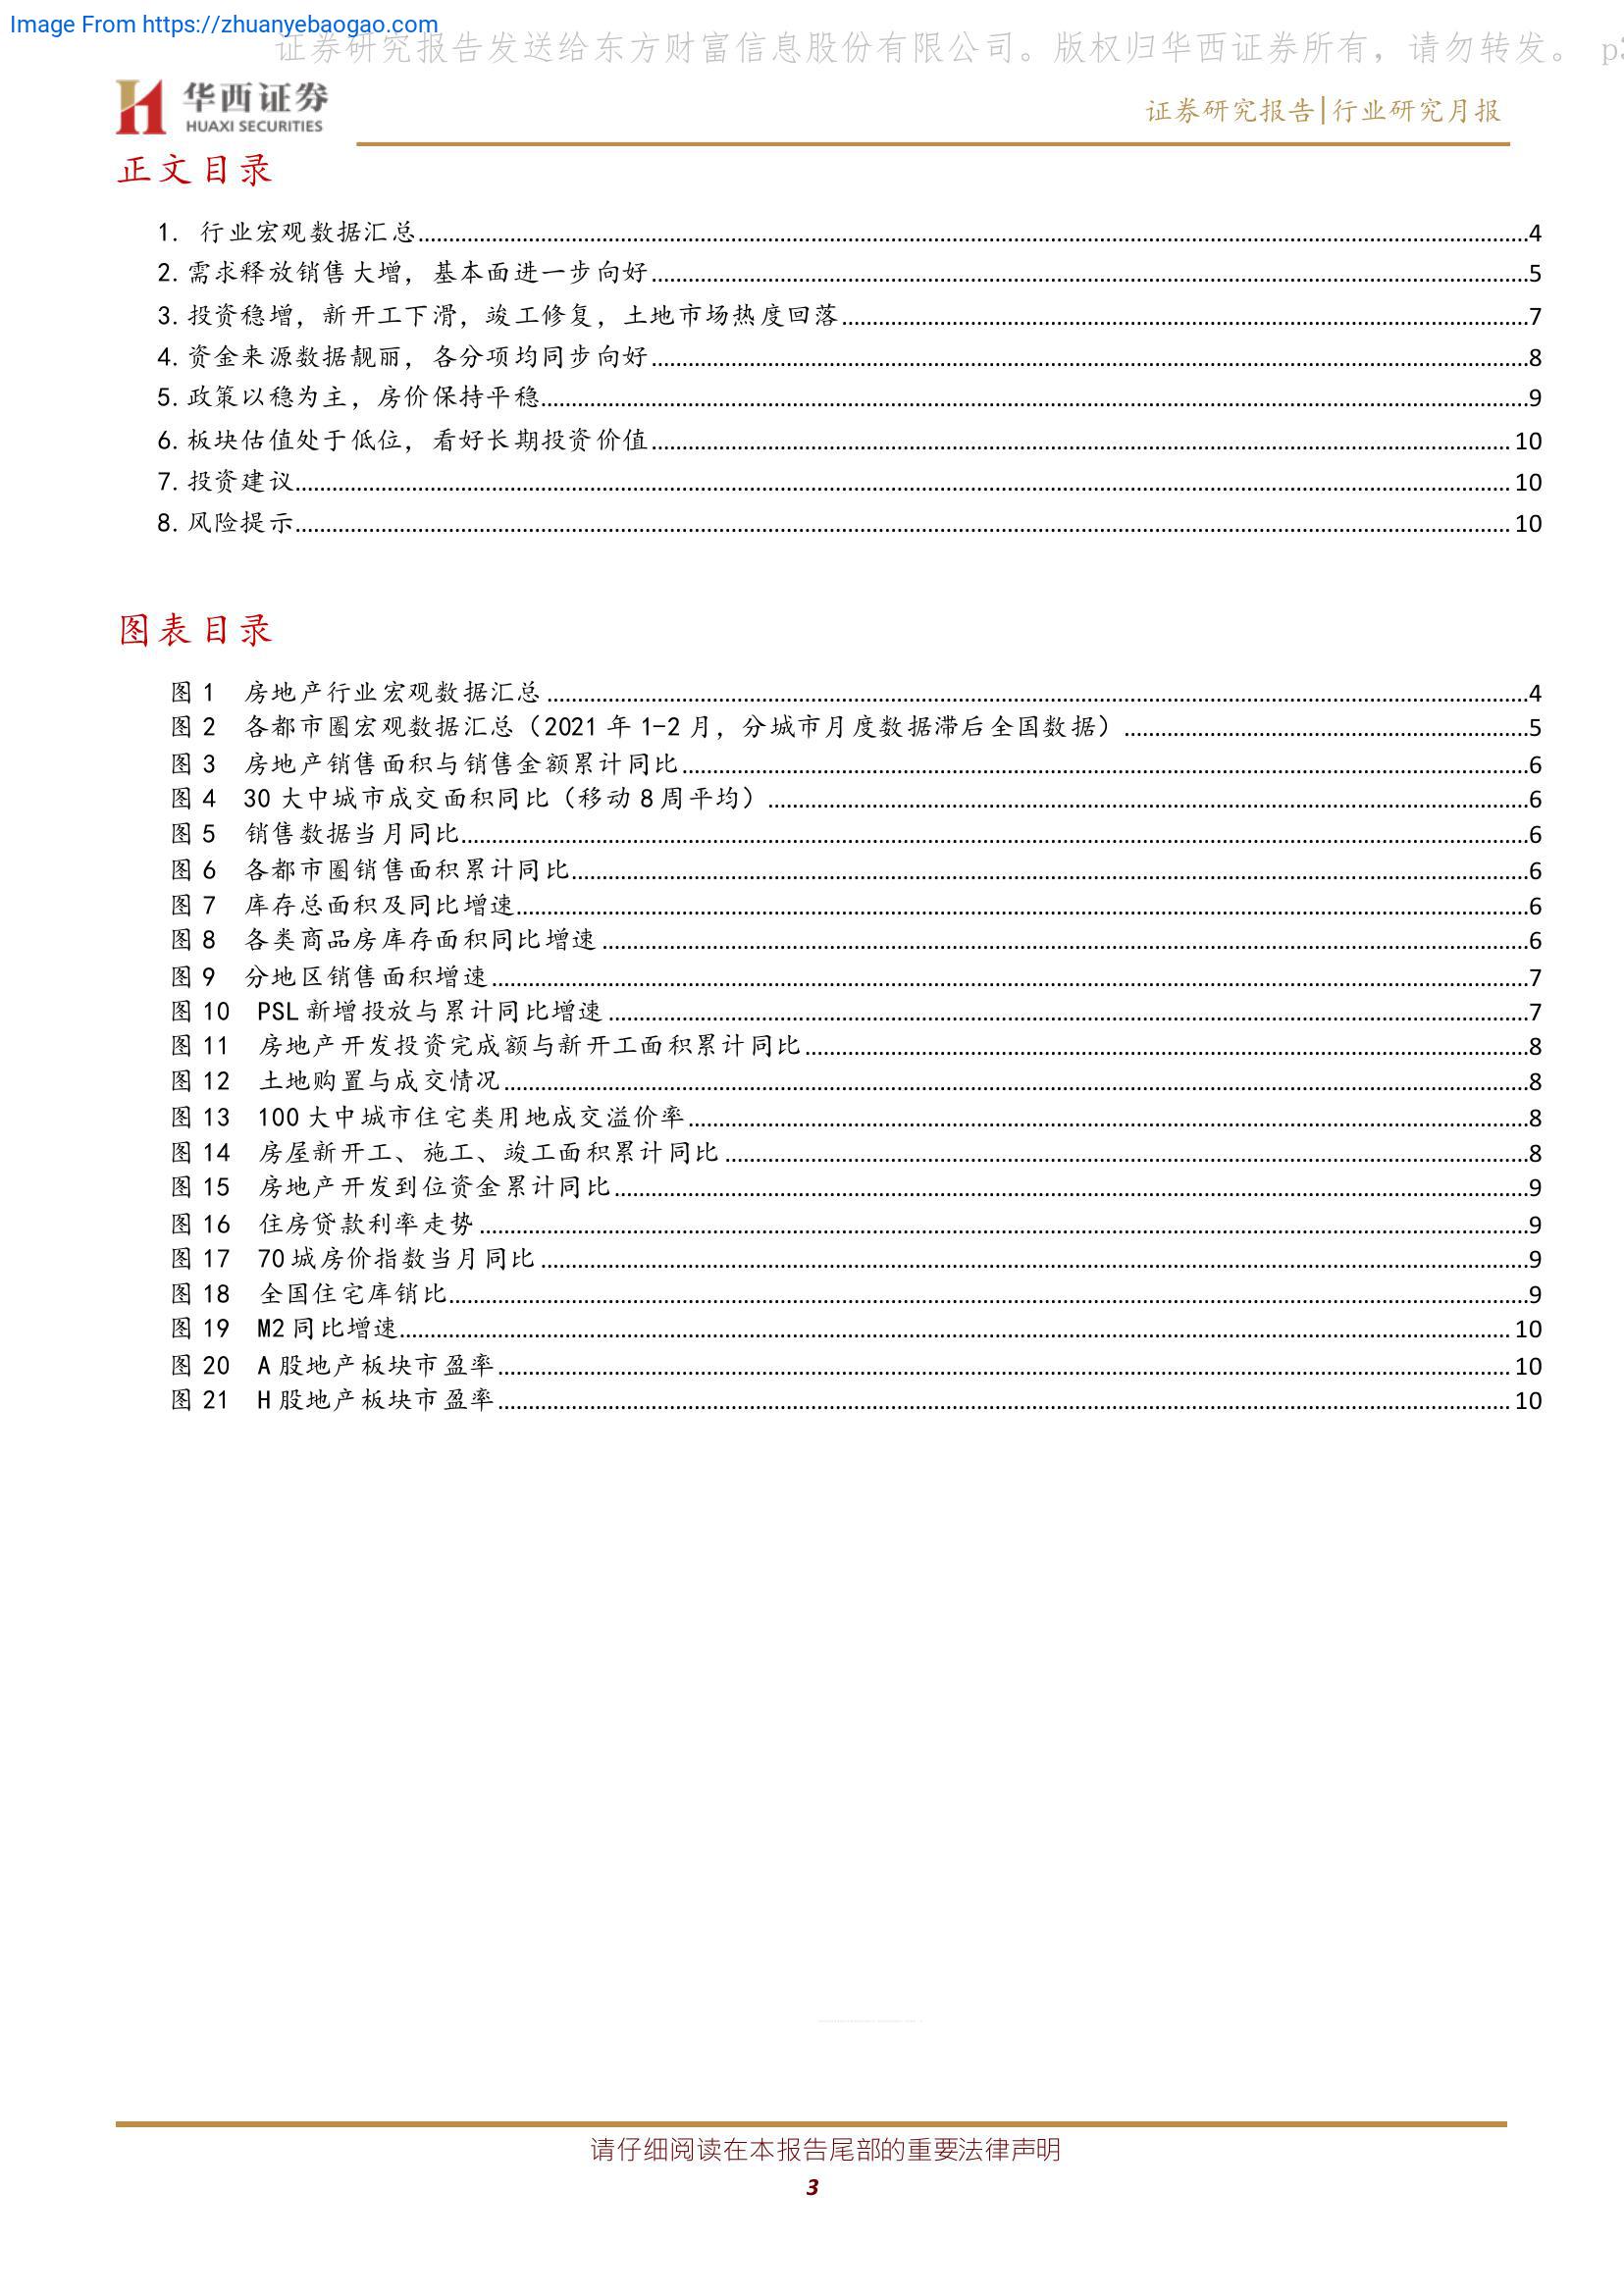 Image From https://zhuanyebaogao.com
证券研究报告发送给东方财富信息股份有限公司。版权归华西证券所有，请勿转发。 p3
华西证券
HUAXI SECURITIES
证券研究报告|行业研究月报
正文目录
1. 行业宏观数据汇总 4
2. 需求释放销售大增，基本面进一步向好 5
3. 投资稳增，新开工下滑，竣工修复，土地市场热度回落 7
4. 资金来源数据靓丽，各分项均同步向好 8
5. 政策以稳为主，房价保持平稳 9
6. 板块估值处于低位，看好长期投资价值 10
7. 投资建议 10
8. 风险提示 10
图表目录
图 1 房地产行业宏观数据汇总 4
图 2 各都市圈宏观数据汇总（2021 年 1-2 月，分城市月度数据滞后全国数据） 5
图 3 房地产销售面积与销售金额累计同比 6
图 4 30 大中城市成交面积同比（移动 8 周平均） 6
图 5 销售数据当月同比 6
图 6 各都市圈销售面积累计同比 6
图 7 库存总面积及同比增速 6
图 8 各类商品房库存面积同比增速 6
图 9 分地区销售面积增速 7
图 10 PSL 新增投放与累计同比增速 7
图 11 房地产开发投资完成额与新开工面积累计同比 8
图 12 土地购置与成交情况 8
图 13 100 大中城市住宅类用地成交溢价率 8
图 14 房屋新开工、施工、竣工面积累计同比 8
图 15 房地产开发到位资金累计同比 9
图 16 住房贷款利率走势 9
图 17 70 城房价指数当月同比 9
图 18 全国住宅库销比 9
图 19 M2 同比增速 10
图 20 A 股地产板块市盈率 10
图 21 H 股地产板块市盈率 10
请仔细阅读在本报告尾部的重要法律声明
3